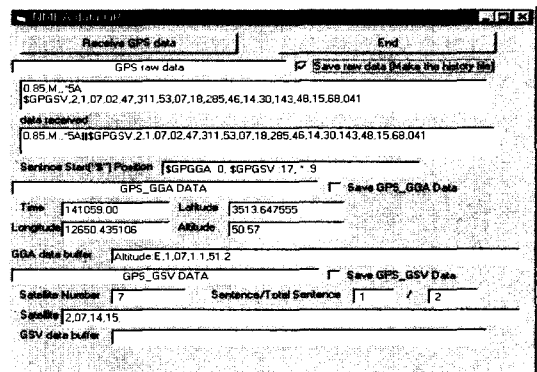 NMEA data GR
Receive GPS data End
GPS raw data Save raw data (Make the history file)
0.85,M,,*5A
$GPGSV,2,1,07,02,47,311,53,07,18,285,46,14,30,143,48,15,68,041
data received
0.85,M,,*5A||$GPGSV,2,1,07,02,47,311,53,07,18,285,46,14,30,143,48,15,68,041
Sentnce Start("$") Position $GPGGA 0, $GPGSV 17, * 9
GPS_GGA DATA Save GPS_GGA Data
Time 141059.00 Latitude 3513.647555
Longitude 12650.435106 Altitude 50.57
GGA data buffer Altitude:E,1,07,1.1,51.2
GPS_GSV DATA Save GPS_GSV Data
Satellite Number 7 Sentence/Total Sentence 1 / 2
Satellite 2,07,14,15,
GSV data buffer